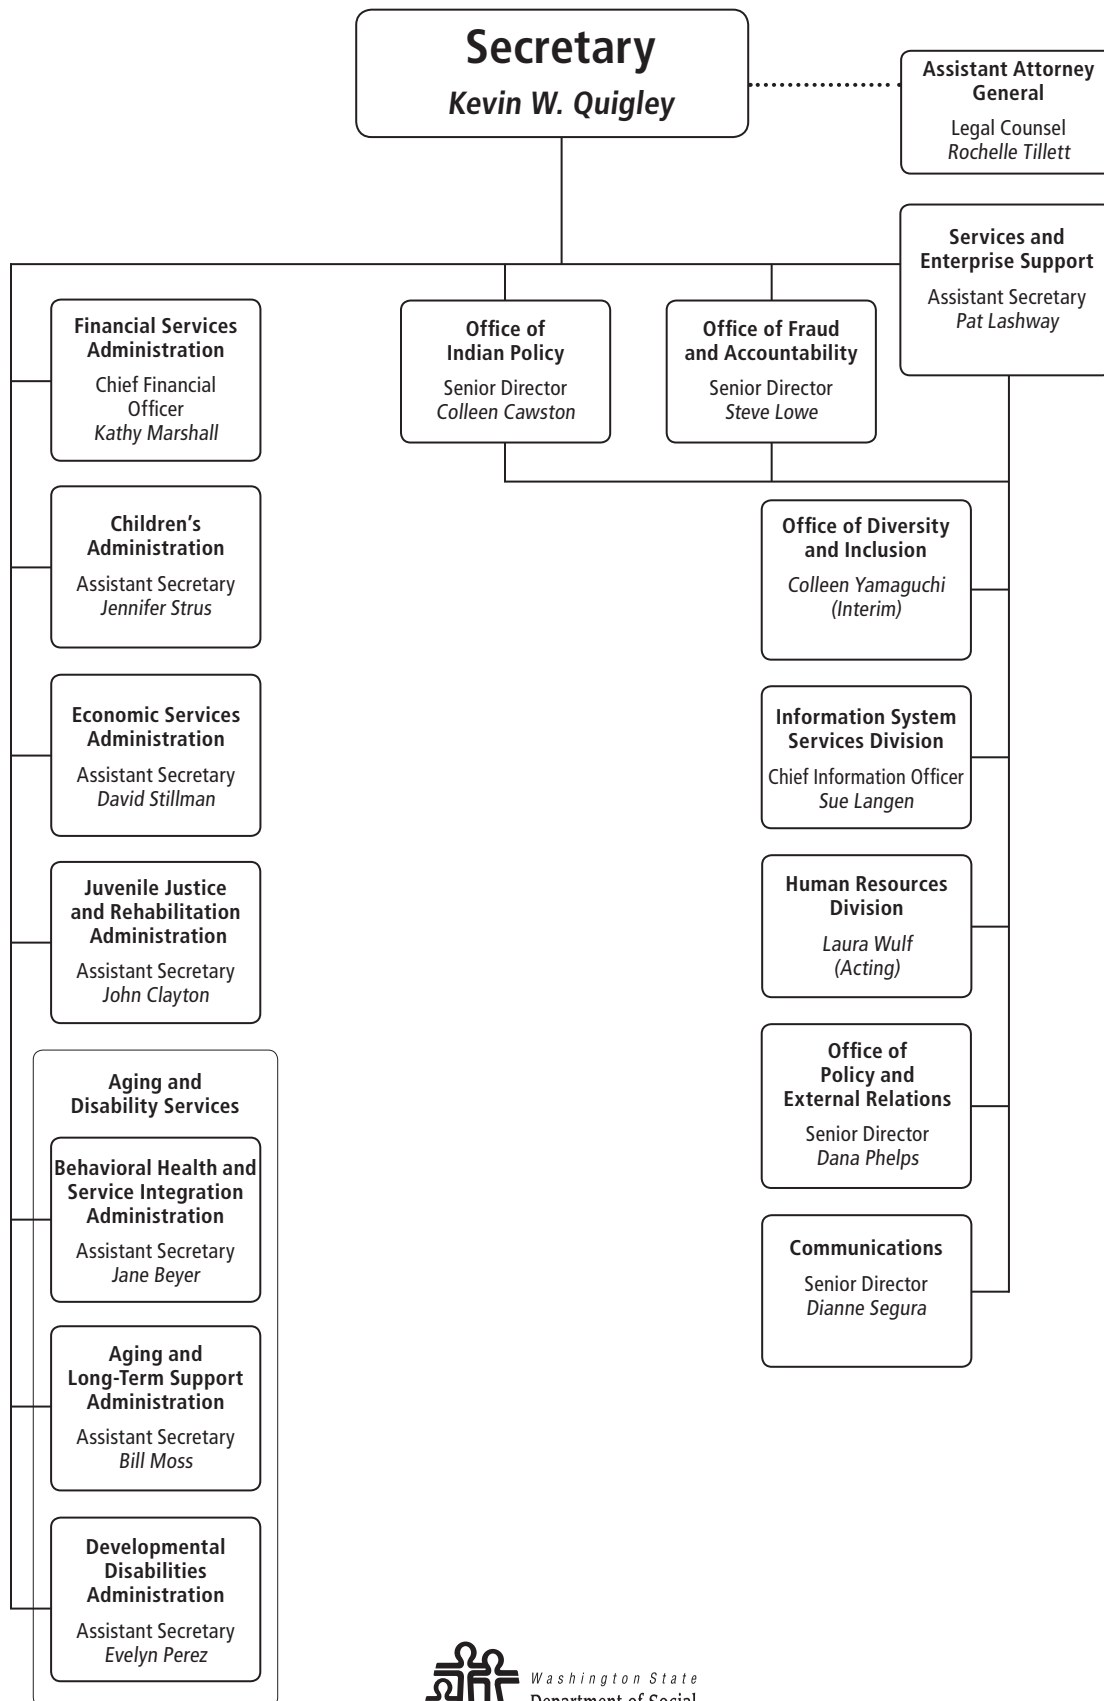 Secretary
Kevin W. Quigley
Assistant Attorney
General
Legal Counsel
Rochelle Tillett
Services and
Enterprise Support
Assistant Secretary
Pat Lashway
Financial Services
Administration
Chief Financial
Officer
Kathy Marshall
Office of
Indian Policy
Senior Director
Colleen Cawston
Office of Fraud
and Accountability
Senior Director
Steve Lowe
Children’s
Administration
Assistant Secretary
Jennifer Strus
Economic Services
Administration
Assistant Secretary
David Stillman
Juvenile Justice
and Rehabilitation
Administration
Assistant Secretary
John Clayton
Aging and
Disability Services
Behavioral Health and
Service Integration
Administration
Assistant Secretary
Jane Beyer
Aging and
Long-Term Support
Administration
Assistant Secretary
Bill Moss
Developmental
Disabilities
Administration
Assistant Secretary
Evelyn Perez
Office of Diversity
and Inclusion
Colleen Yamaguchi
(Interim)
Information System
Services Division
Chief Information Officer
Sue Langen
Human Resources
Division
Laura Wulf
(Acting)
Office of
Policy and
External Relations
Senior Director
Dana Phelps
Communications
Senior Director
Dianne Segura
Washington State
Department of Social